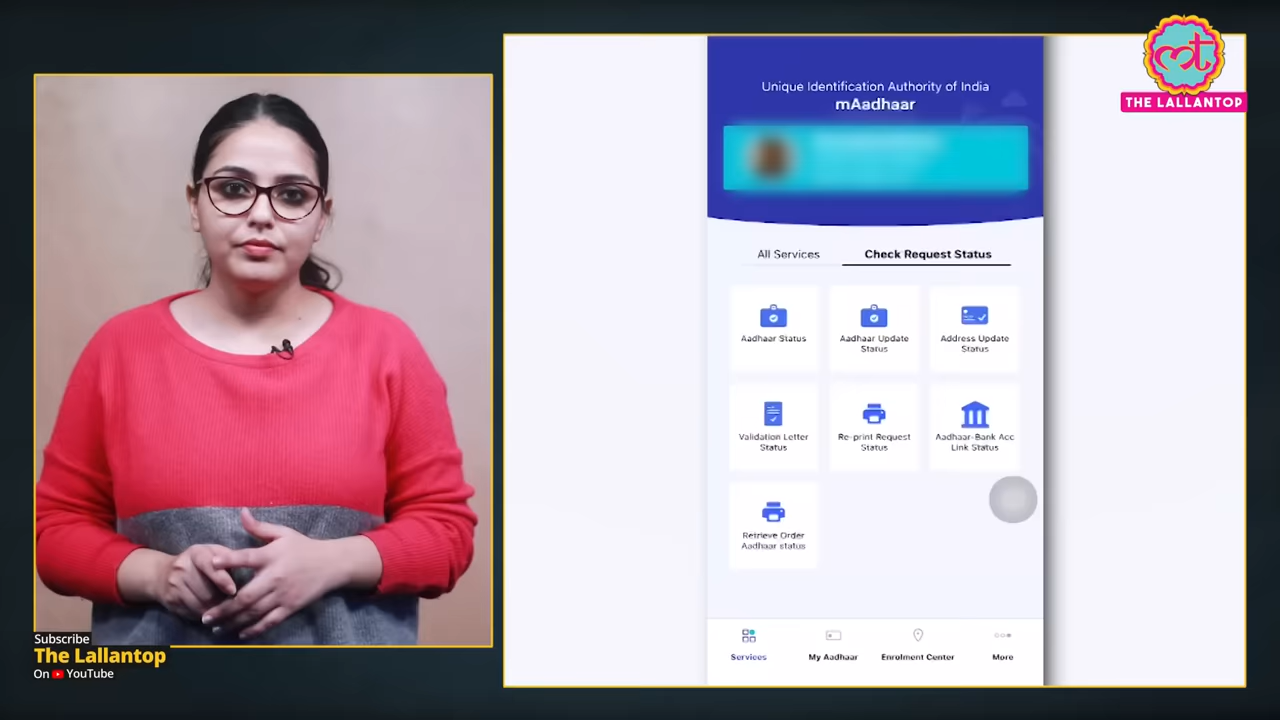 Unique Identification Authority of India
mAadhaar
THE LALLANTOP
All Services
Check Request Status
Aadhaar Status
Aadhaar Update
Status
Address Update
Status
Validation Letter
Status
Re-print Request
Status
Aadhaar-Bank Acc
Link Status
Retrieve Order
Aadhaar status
Services
My Aadhaar
Enrolment Center
More
Subscribe
The Lallantop
On YouTube